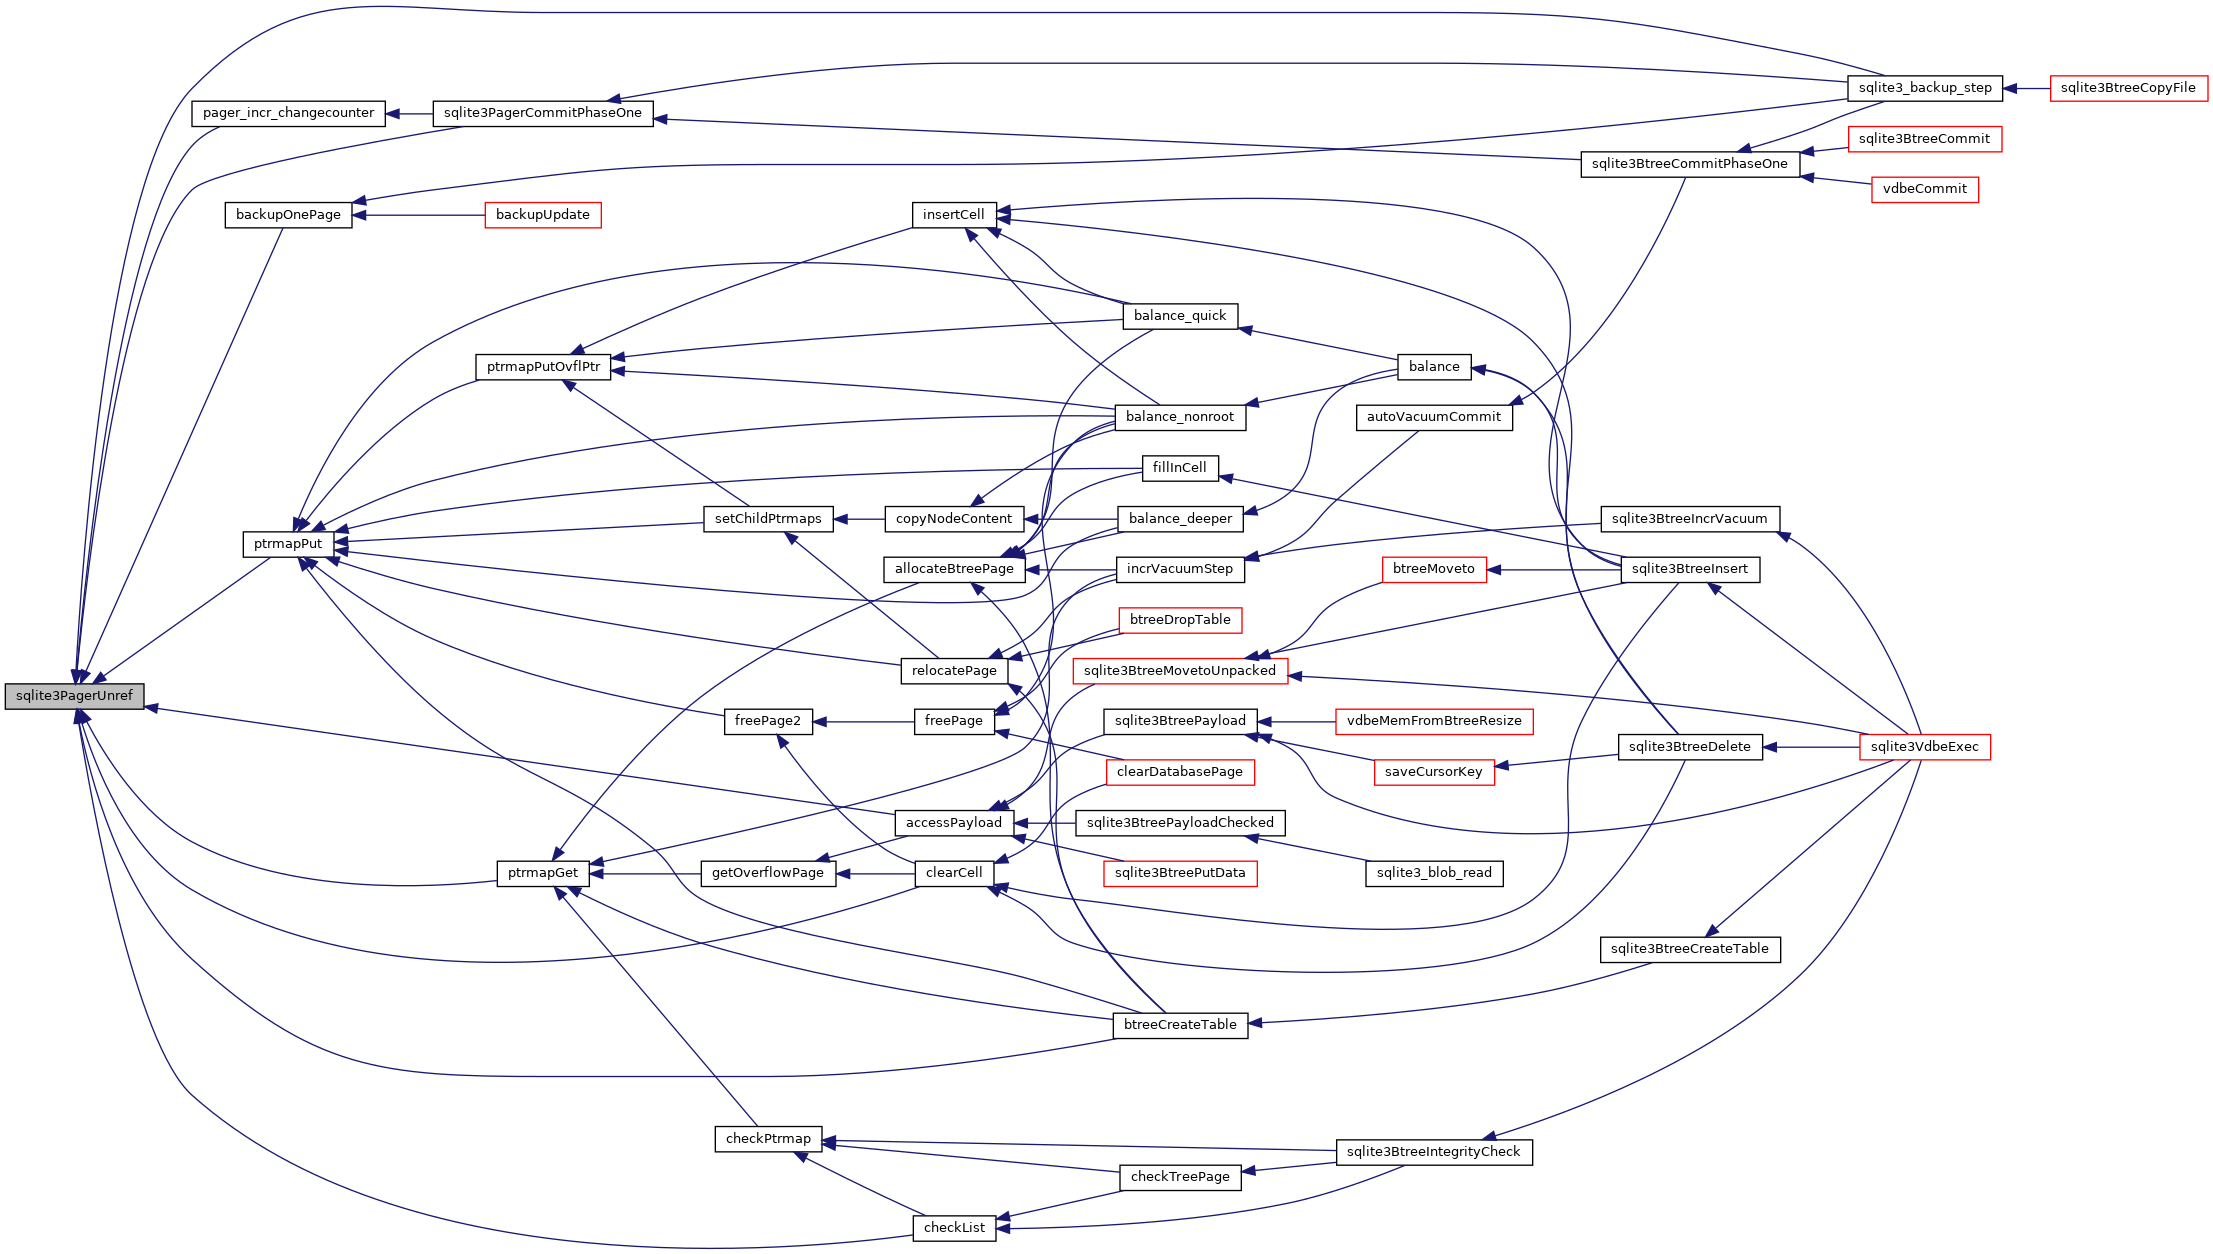 sqlite3_backup_step
sqlite3BtreeCopyFile
pager_incr_changecounter
sqlite3PagerCommitPhaseOne
sqlite3BtreeCommit
sqlite3BtreeCommitPhaseOne
vdbeCommit
backupOnePage
backupUpdate
insertCell
balance_quick
ptrmapPutOvflPtr
balance
balance_nonroot
autoVacuumCommit
fillInCell
setChildPtrmaps
copyNodeContent
balance_deeper
sqlite3BtreeIncrVacuum
ptrmapPut
allocateBtreePage
incrVacuumStep
btreeMoveto
sqlite3BtreeInsert
btreeDropTable
relocatePage
sqlite3BtreeMovetoUnpacked
sqlite3PagerUnref
freePage2
freePage
sqlite3BtreePayload
vdbeMemFromBtreeResize
sqlite3BtreeDelete
sqlite3VdbeExec
clearDatabasePage
saveCursorKey
accessPayload
sqlite3BtreePayloadChecked
ptrmapGet
getOverflowPage
clearCell
sqlite3BtreePutData
sqlite3_blob_read
sqlite3BtreeCreateTable
btreeCreateTable
checkPtrmap
sqlite3BtreeIntegrityCheck
checkTreePage
checkList